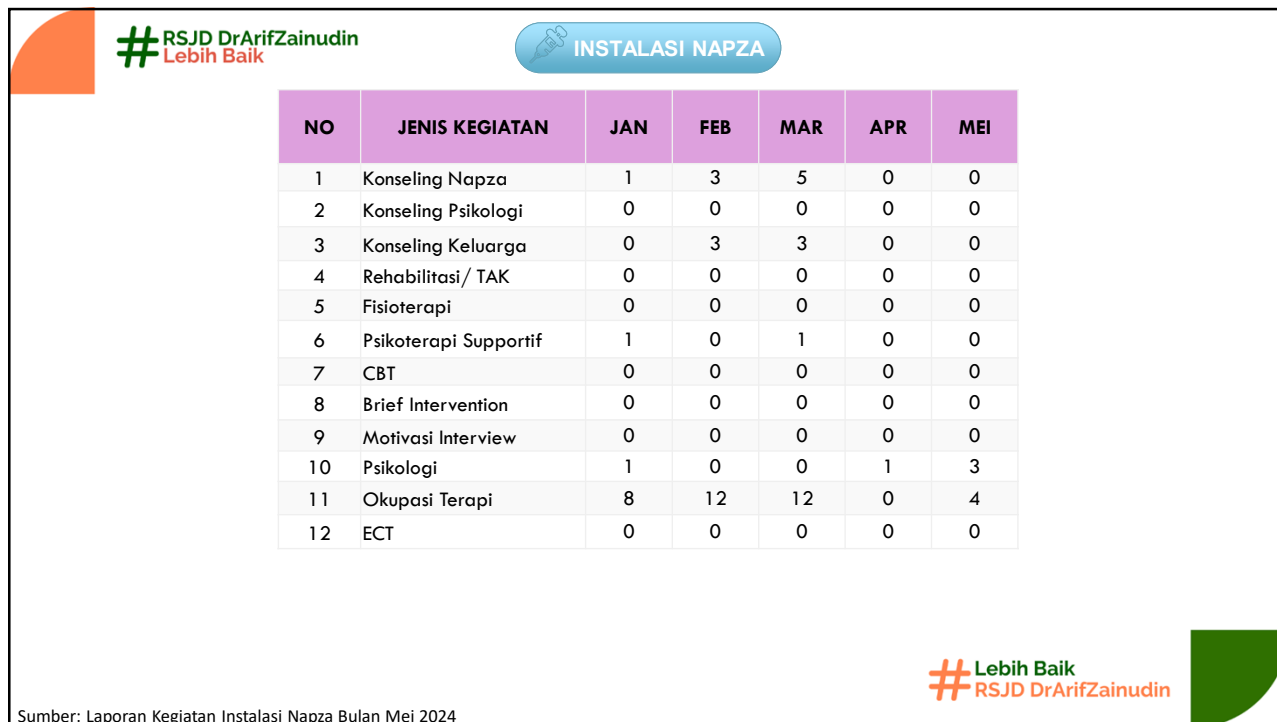 # RSJD DrArifZainudin
Lebih Baik
INSTALASI NAPZA
NO JENIS KEGIATAN JAN FEB MAR APR MEI
1 Konseling Napza 1 3 5 0 0
2 Konseling Psikologi 0 0 0 0 0
3 Konseling Keluarga 0 3 3 0 0
4 Rehabilitasi/ TAK 0 0 0 0 0
5 Fisioterapi 0 0 0 0 0
6 Psikoterapi Supportif 1 0 1 0 0
7 CBT 0 0 0 0 0
8 Brief Intervention 0 0 0 0 0
9 Motivasi Interview 0 0 0 0 0
10 Psikologi 1 0 0 1 3
11 Okupasi Terapi 8 12 12 0 4
12 ECT 0 0 0 0 0
# Lebih Baik
RSJD DrArifZainudin
Sumber: Laporan Kegiatan Instalasi Napza Bulan Mei 2024